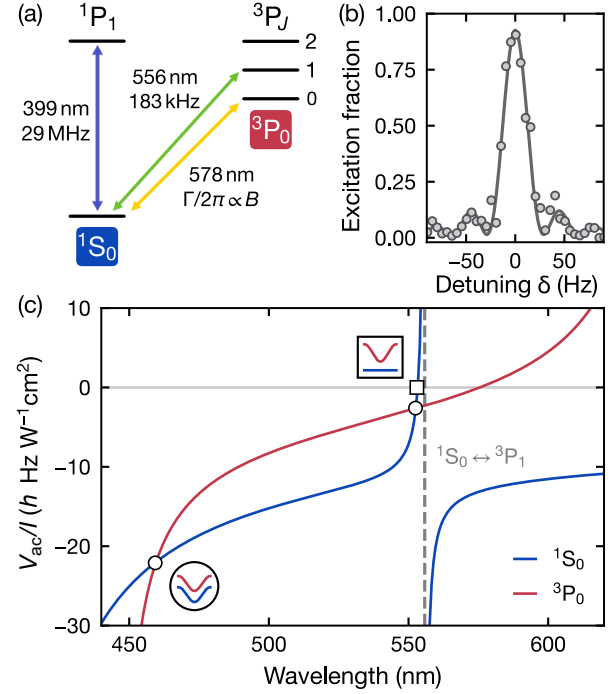 (a)
¹P₁
³P_J
2
1
0
399 nm
29 MHz
556 nm
183 kHz
³P₀
578 nm
Γ/2π ∝ B
¹S₀
(b)
Excitation fraction
1.00
0.75
0.50
0.25
0.00
−50
0
50
Detuning δ (Hz)
(c)
V_ac/I (h Hz W⁻¹cm²)
10
0
−10
−20
−30
¹S₀ ↔ ³P₁
¹S₀
³P₀
450
500
550
600
Wavelength (nm)